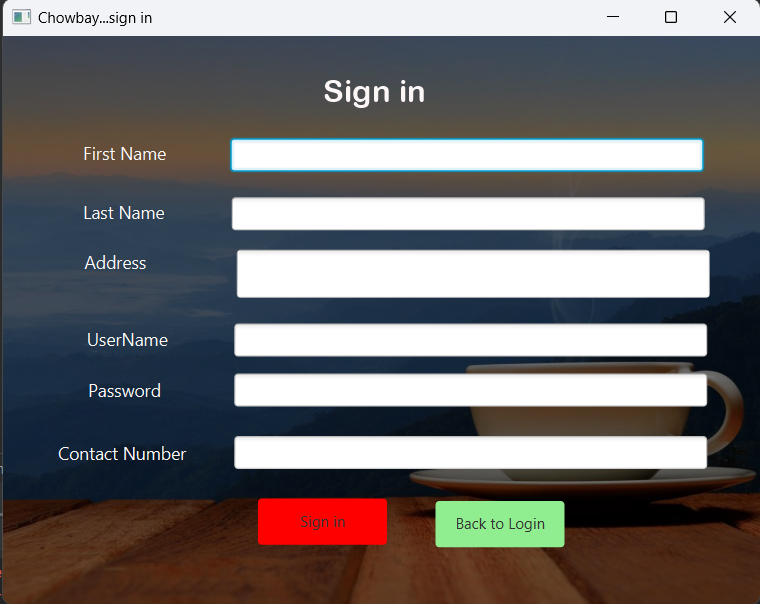 Chowbay...sign in
Sign in
First Name
Last Name
Address
UserName
Password
Contact Number
Sign in
Back to Login